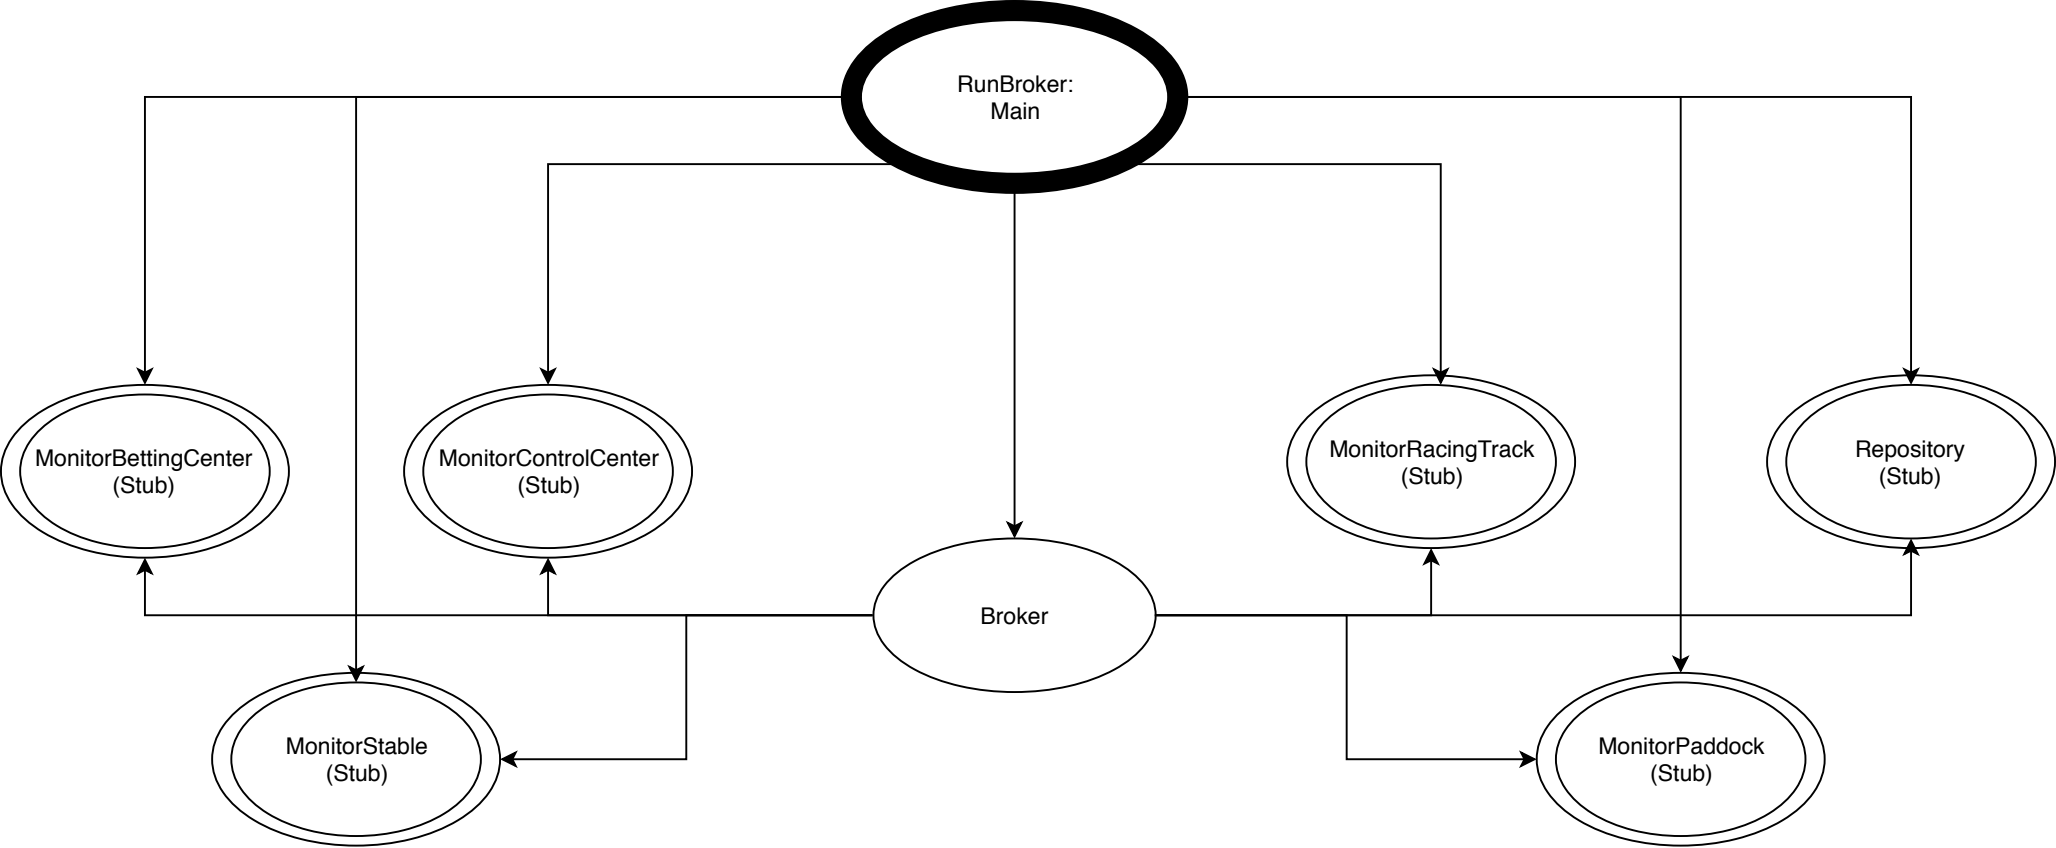 RunBroker:
Main
MonitorBettingCenter
(Stub)
MonitorControlCenter
(Stub)
MonitorRacingTrack
(Stub)
Repository
(Stub)
Broker
MonitorStable
(Stub)
MonitorPaddock
(Stub)